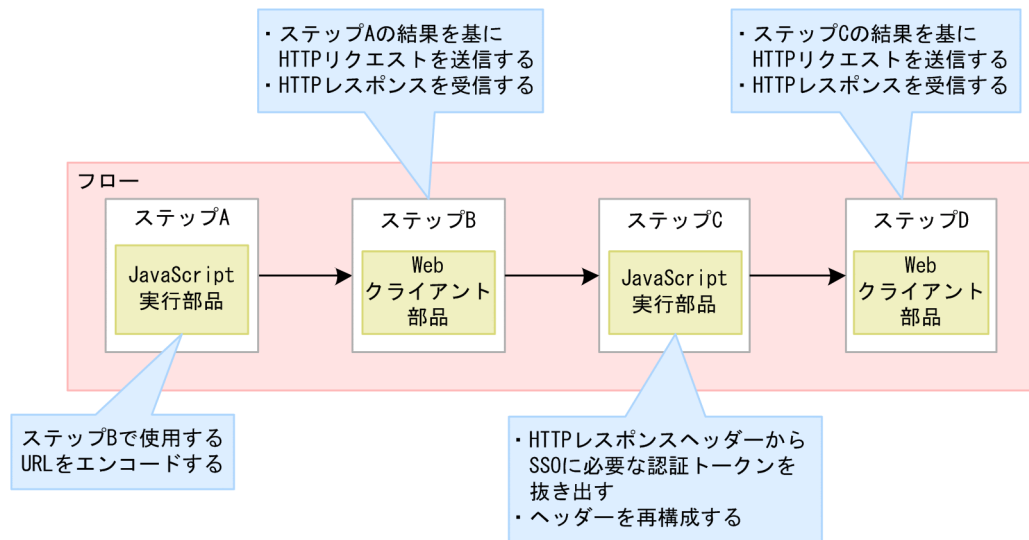 ・ステップAの結果を基に
HTTPリクエストを送信する
・HTTPレスポンスを受信する
・ステップCの結果を基に
HTTPリクエストを送信する
・HTTPレスポンスを受信する
フロー
ステップA
JavaScript
実行部品
ステップB
Web
クライアント
部品
ステップC
JavaScript
実行部品
ステップD
Web
クライアント
部品
ステップBで使用する
URLをエンコードする
・HTTPレスポンスヘッダーから
SSOに必要な認証トークンを
抜き出す
・ヘッダーを再構成する